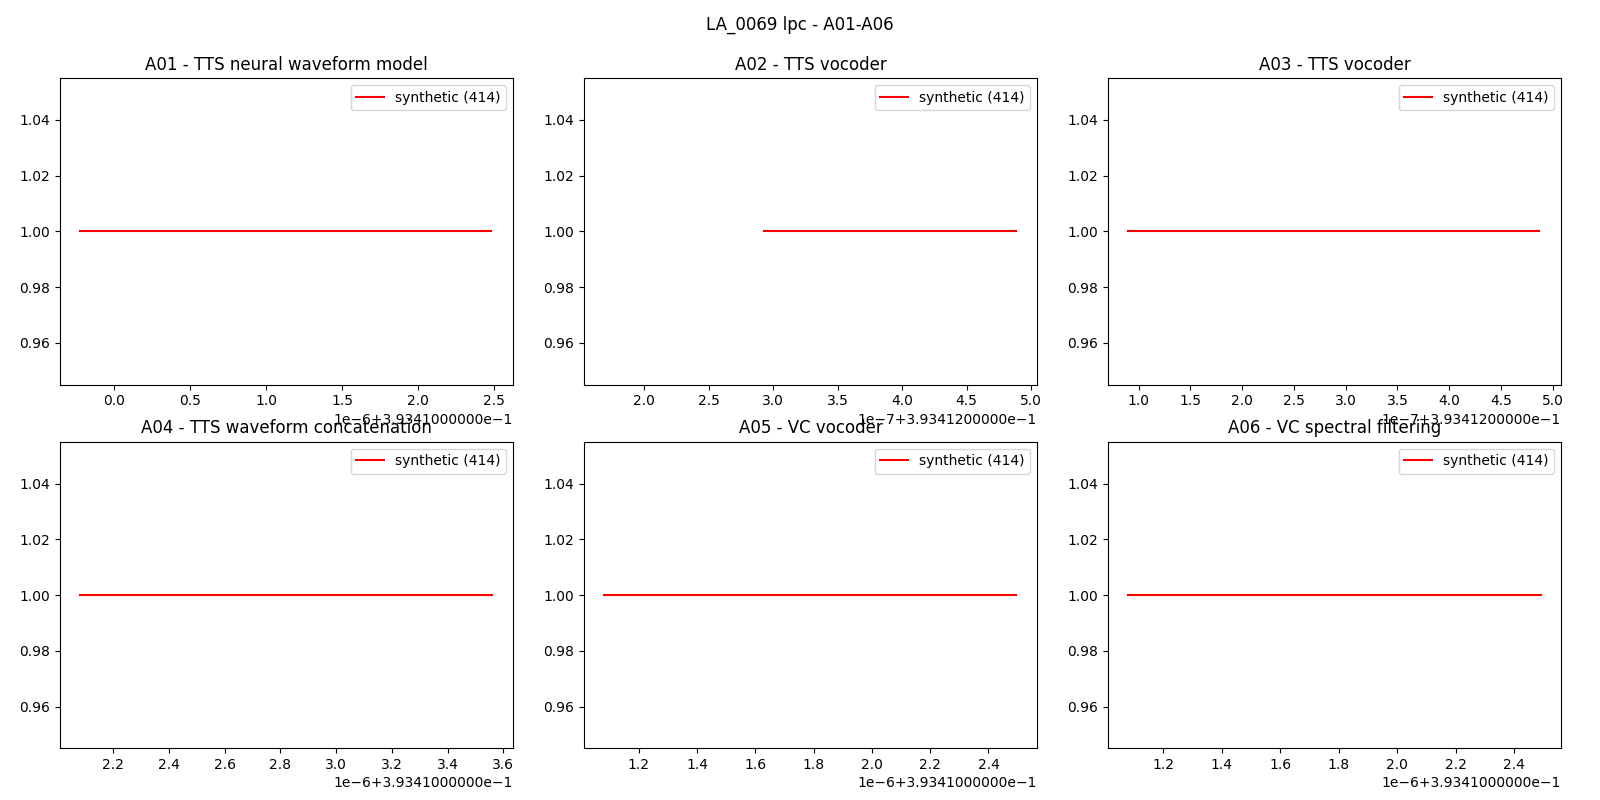 LA_0069 lpc - A01-A06
A01 - TTS neural waveform model
synthetic (414)
1.04
1.02
1.00
0.98
0.96
0.0 0.5 1.0 1.5 2.0 2.5
1e−6+3.9341000000e−1
A02 - TTS vocoder
synthetic (414)
1.04
1.02
1.00
0.98
0.96
2.0 2.5 3.0 3.5 4.0 4.5 5.0
1e−7+3.9341200000e−1
A03 - TTS vocoder
synthetic (414)
1.04
1.02
1.00
0.98
0.96
1.0 1.5 2.0 2.5 3.0 3.5 4.0 4.5 5.0
1e−7+3.9341200000e−1
A04 - TTS waveform concatenation
synthetic (414)
1.04
1.02
1.00
0.98
0.96
2.2 2.4 2.6 2.8 3.0 3.2 3.4 3.6
1e−6+3.9341000000e−1
A05 - VC vocoder
synthetic (414)
1.04
1.02
1.00
0.98
0.96
1.2 1.4 1.6 1.8 2.0 2.2 2.4
1e−6+3.9341000000e−1
A06 - VC spectral filtering
synthetic (414)
1.04
1.02
1.00
0.98
0.96
1.2 1.4 1.6 1.8 2.0 2.2 2.4
1e−6+3.9341000000e−1